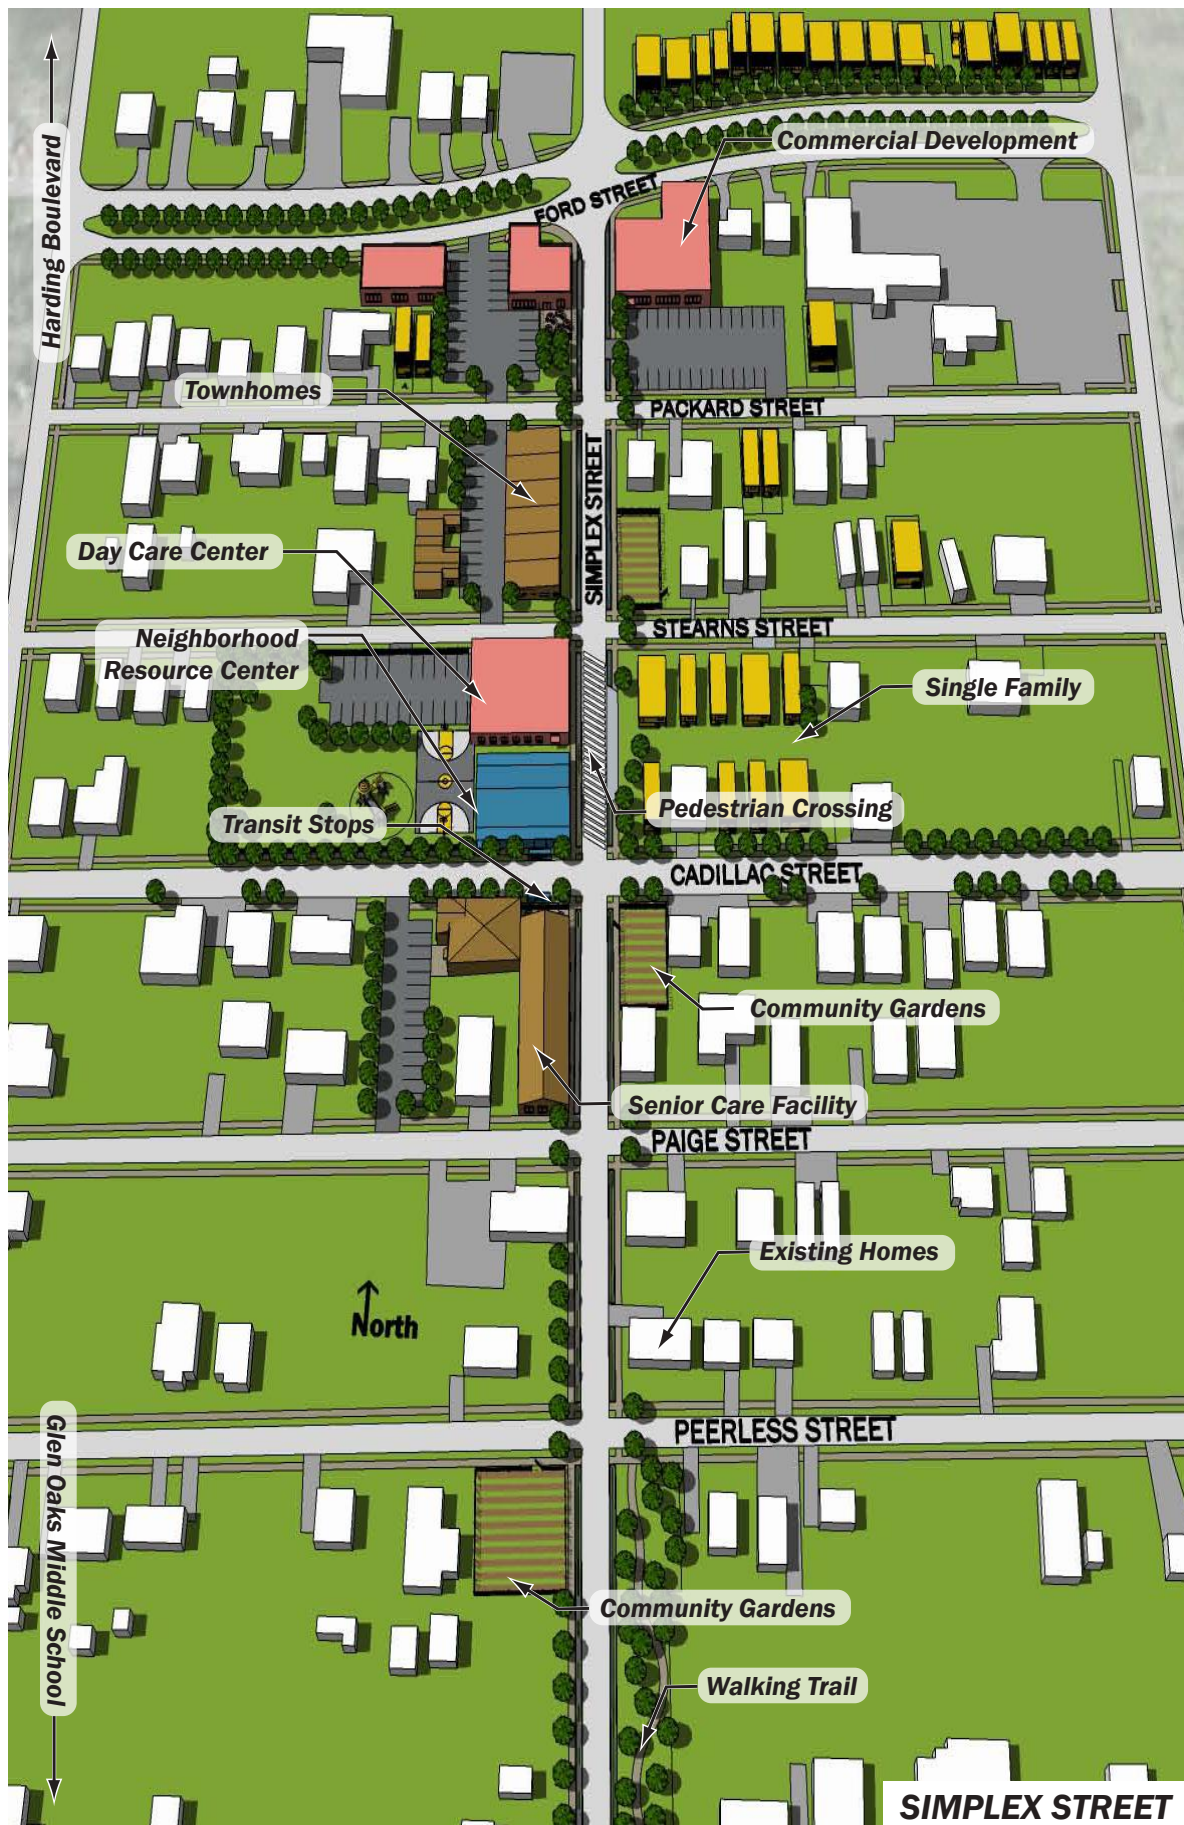 Harding Boulevard
Commercial Development
FORD STREET
Townhomes
PACKARD STREET
SIMPLEX STREET
Day Care Center
Neighborhood
Resource Center
STEARNS STREET
Single Family
Pedestrian Crossing
Transit Stops
CADILLAC STREET
Community Gardens
Senior Care Facility
PAIGE STREET
Existing Homes
North
PEERLESS STREET
Glen Oaks Middle School
Community Gardens
Walking Trail
SIMPLEX STREET